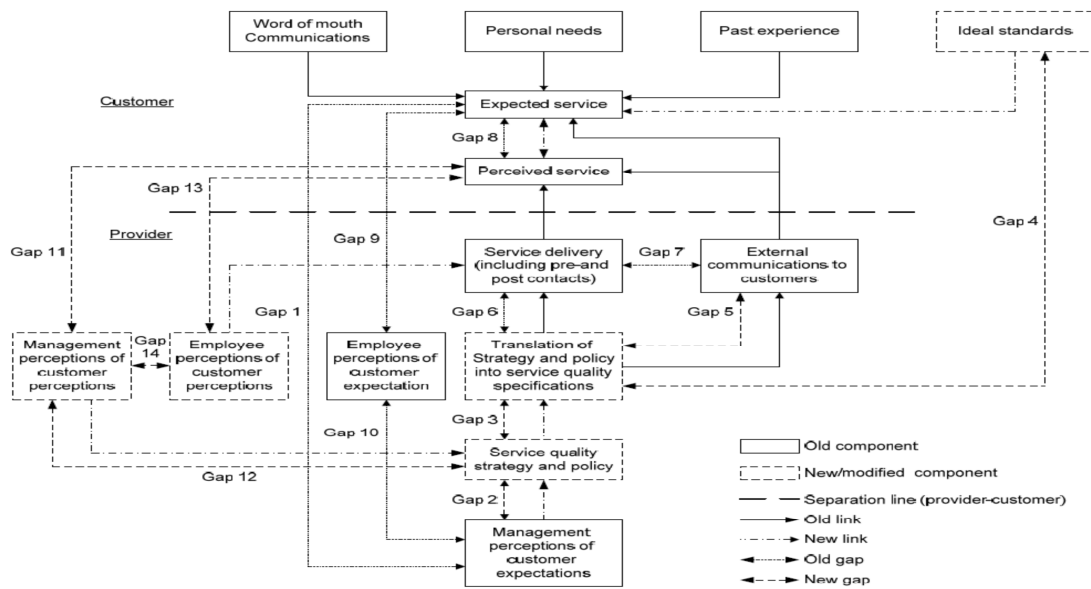 Word of mouth
Communications
Personal needs
Past experience
Ideal standards
Customer
Expected service
Gap 8
Perceived service
Gap 13
Gap 11
Provider
Gap 9
Gap 4
Service delivery
(including pre-and
post contacts)
Gap 7
External
communications to
customers
Gap 1
Gap 6
Gap 5
Management
perceptions of
customer
perceptions
Gap
14
Employee
perceptions of
customer
perceptions
Employee
perceptions of
customer
expectation
Translation of
Strategy and policy
into service quality
specifications
Gap 3
Gap 10
Gap 12
Service quality
strategy and policy
Gap 2
Management
perceptions of
customer
expectations
Old component
New/modified component
Separation line (provider-customer)
Old link
New link
Old gap
New gap